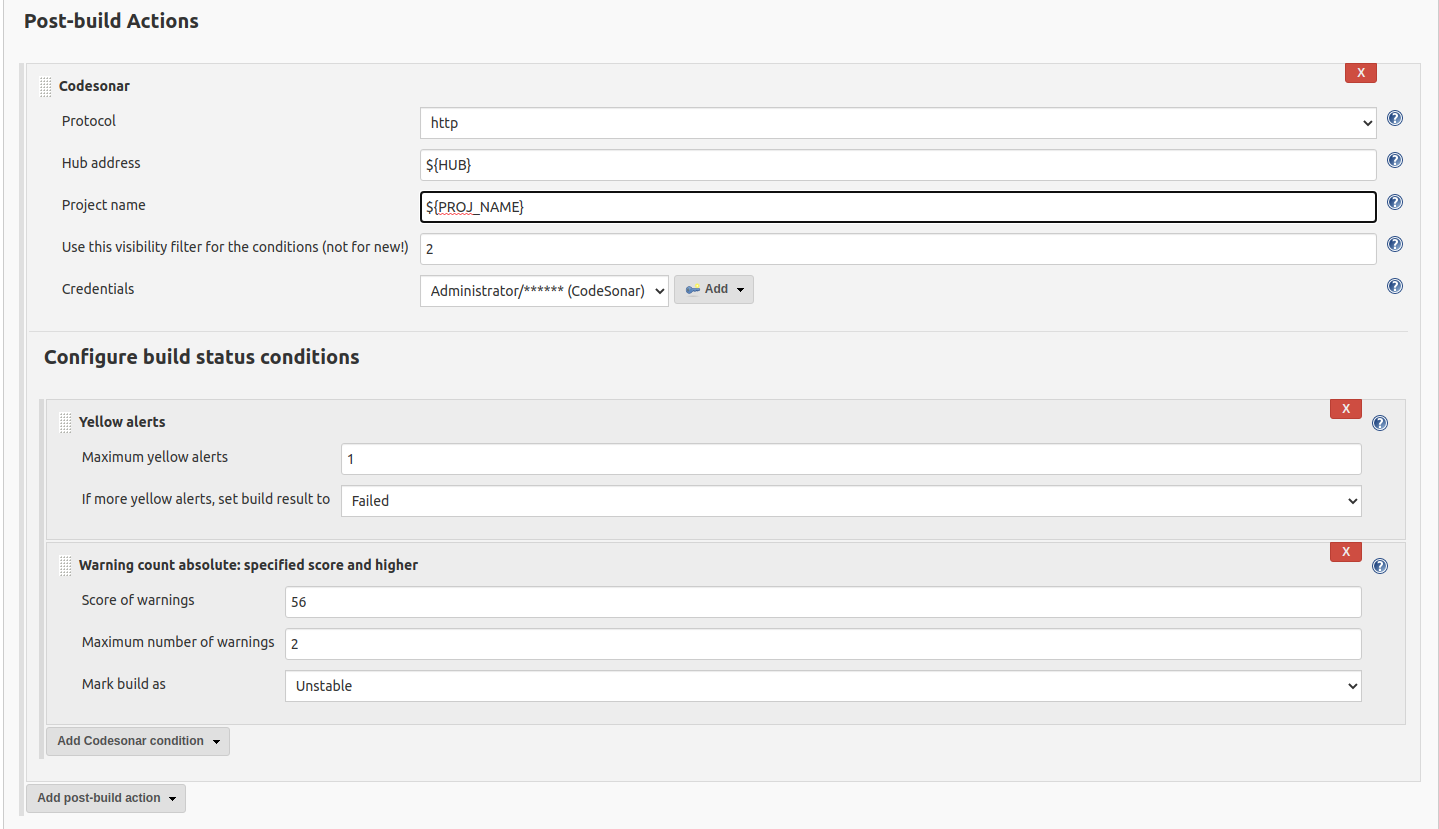 Post-build Actions
X
Codesonar
Protocol
http
?
Hub address
${HUB}
?
Project name
${PROJ_NAME}
?
Use this visibility filter for the conditions (not for new!)
2
?
Credentials
Administrator/****** (CodeSonar)
Add
?
Configure build status conditions
X
Yellow alerts
?
Maximum yellow alerts
1
If more yellow alerts, set build result to
Failed
X
Warning count absolute: specified score and higher
?
Score of warnings
56
Maximum number of warnings
2
Mark build as
Unstable
Add Codesonar condition
Add post-build action